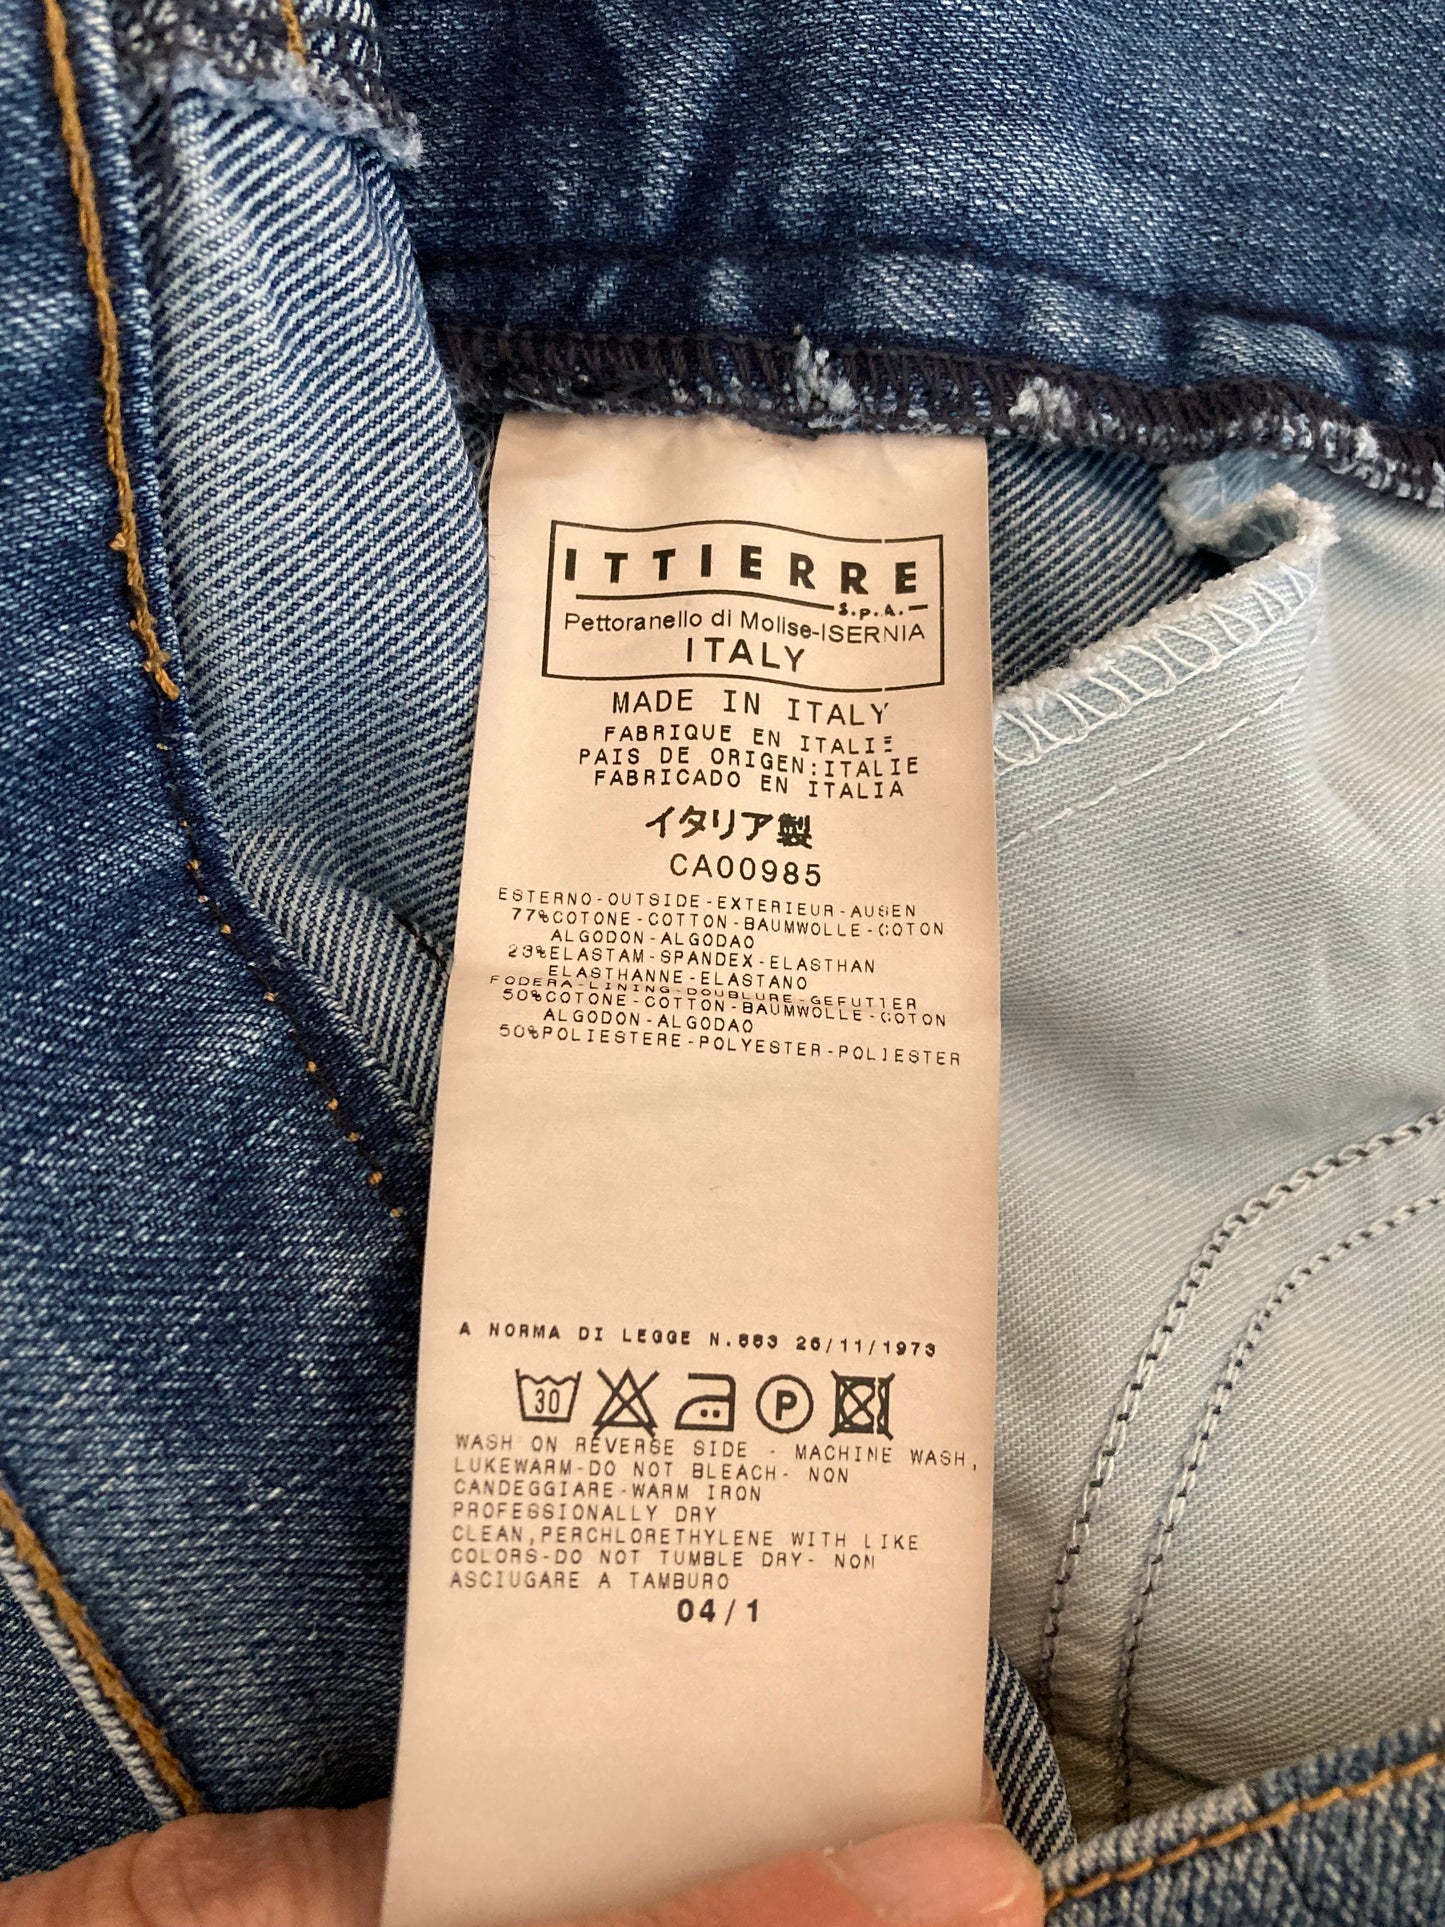 ITTIERRE
S.p.A.
Pettoranello di Molise-ISERNIA
ITALY
MADE IN ITALY
FABRIQUE EN ITALIE
PAIS DE ORIGEN:ITALIE
FABRICADO EN ITALIA
イタリア製
CA00985
ESTERNO-OUTSIDE-EXTERIEUR-AUSEN
77%COTONE-COTTON-BAUMWOLLE-COTON
ALGODON-ALGODAO
23%ELASTAM-SPANDEX-ELASTHAN
ELASTHANNE-ELASTANO
FODERA-LINING-DOUBLURE-GEFUTTER
50%COTONE-COTTON-BAUMWOLLE-COTON
ALGODON-ALGODAO
50%POLIESTERE-POLYESTER-POLIESTER
A NORMA DI LEGGE N.883 26/11/1973
30 P
WASH ON REVERSE SIDE - MACHINE WASH,
LUKEWARM-DO NOT BLEACH- NON
CANDEGGIARE-WARM IRON
PROFESSIONALLY DRY
CLEAN,PERCHLORETHYLENE WITH LIKE
COLORS-DO NOT TUMBLE DRY- NON
ASCIUGARE A TAMBURO
04/1